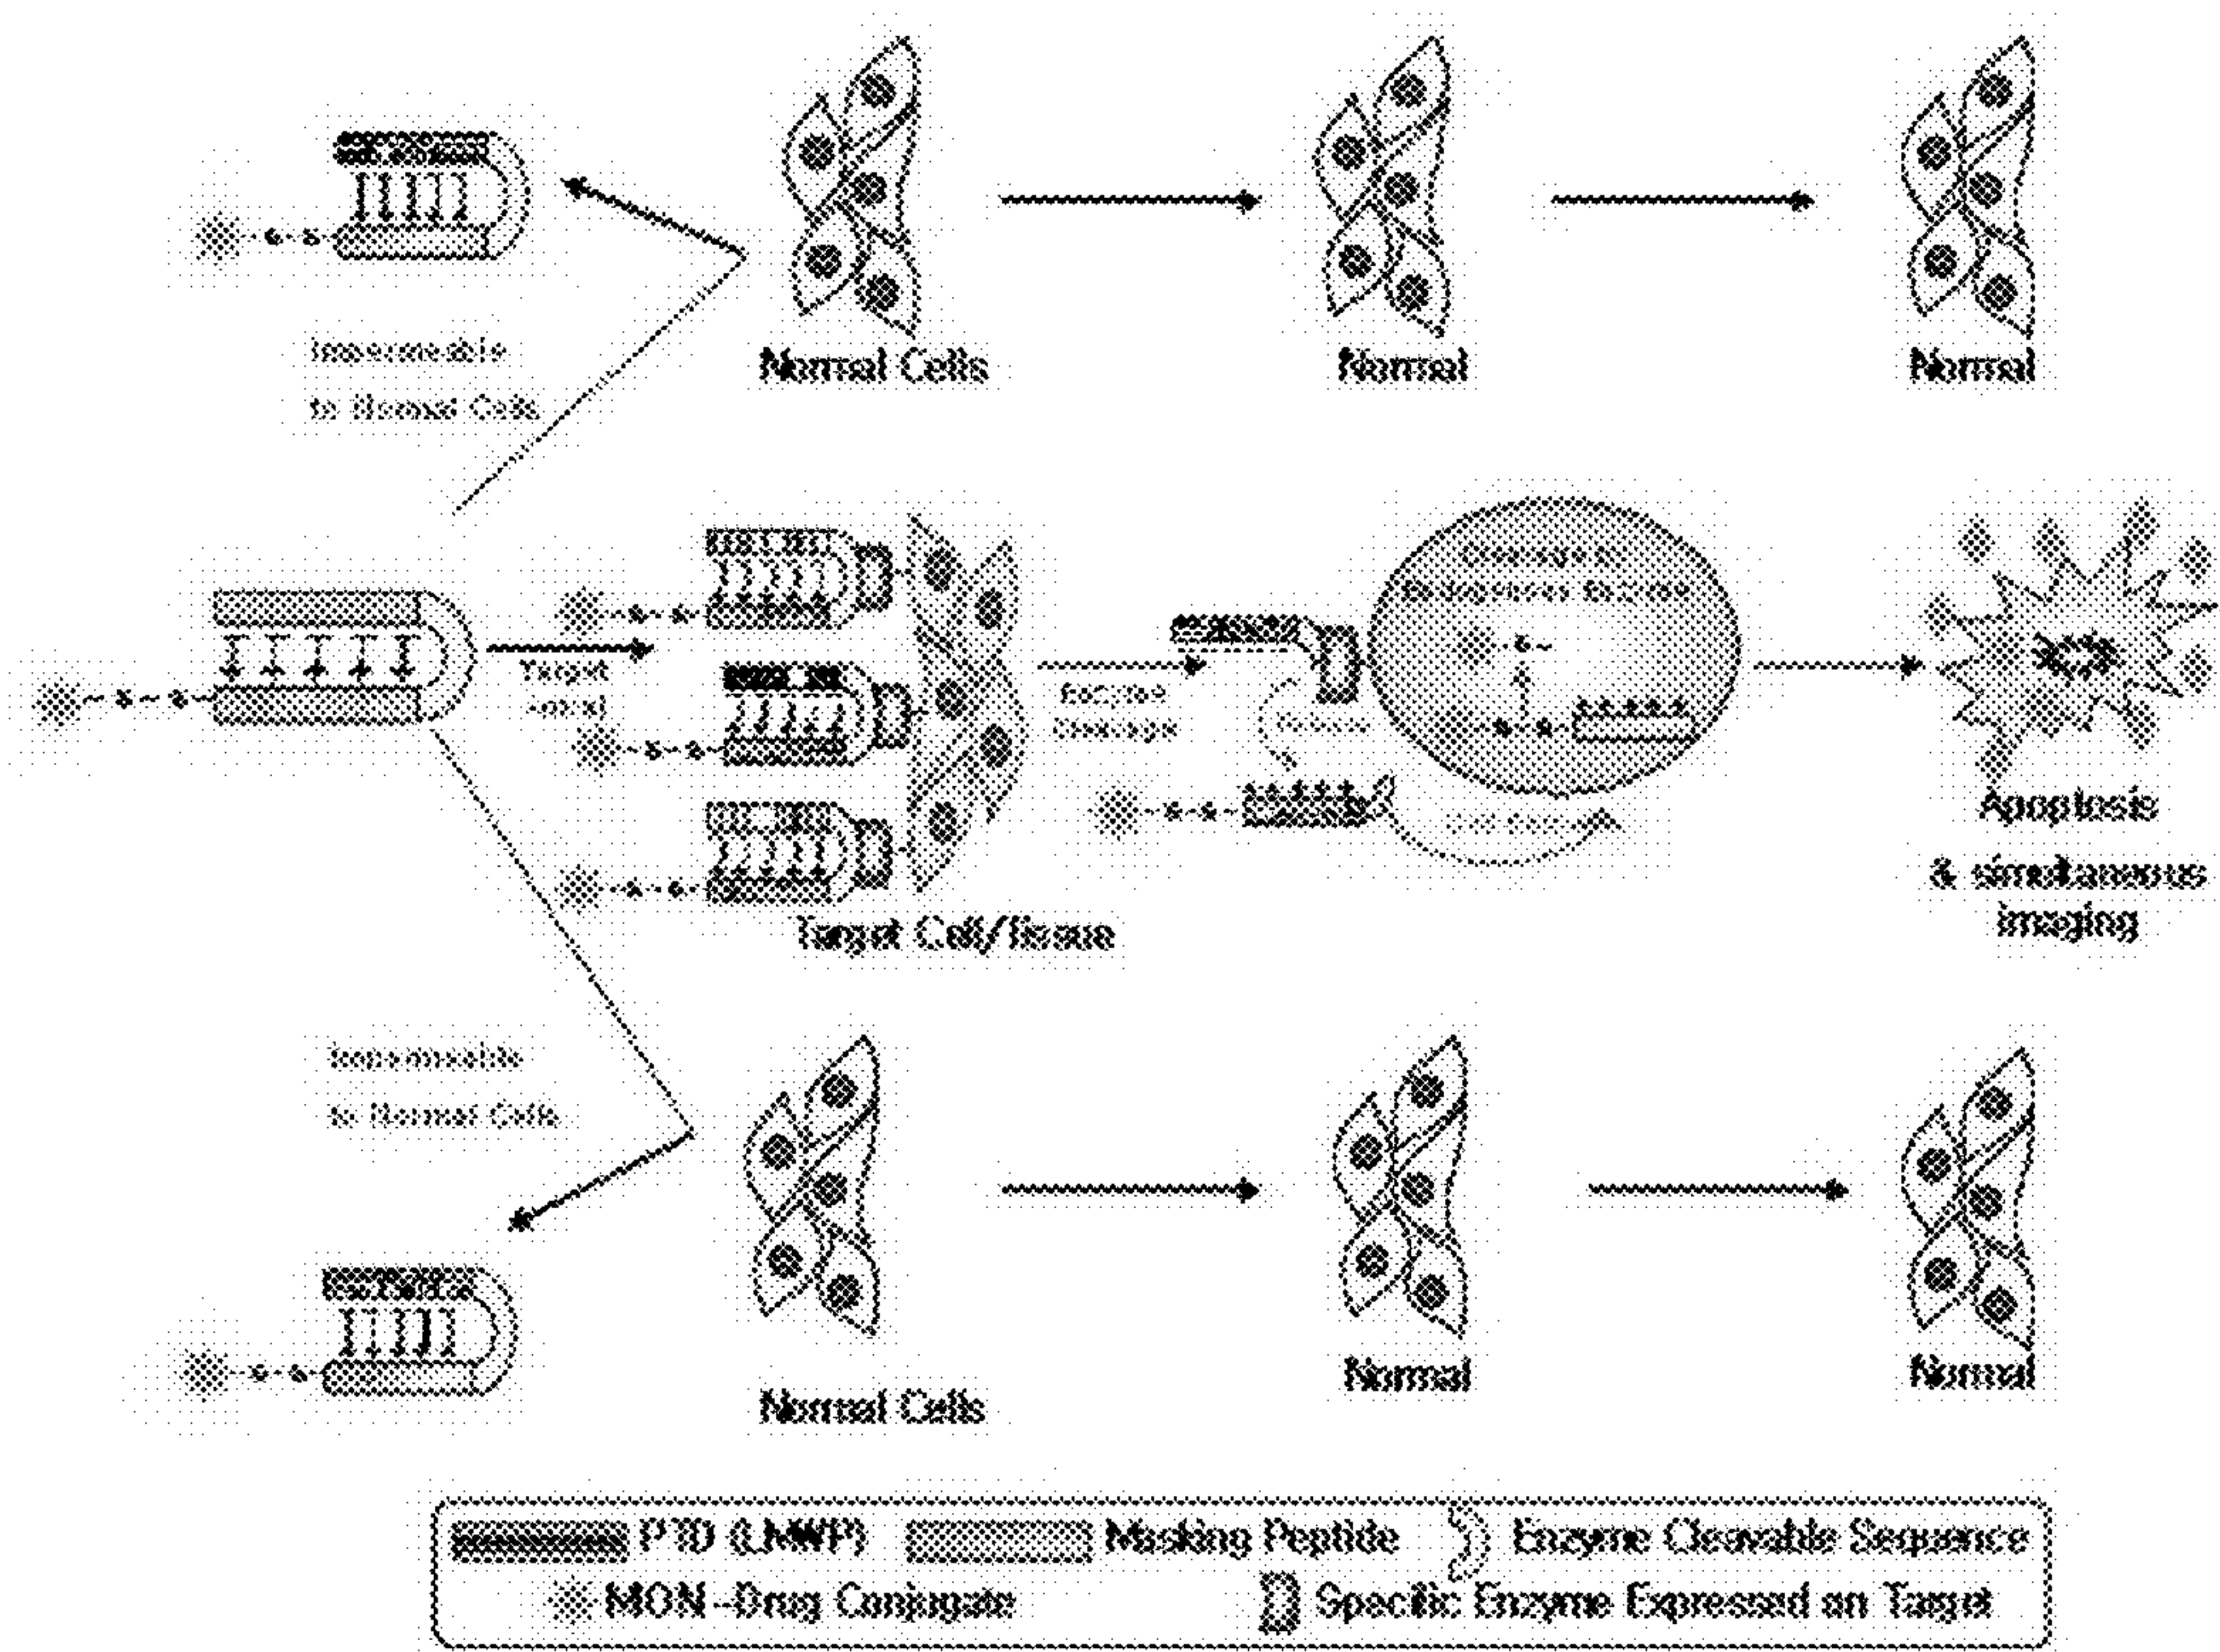 Normal Cells
Normal
Normal
Impermeable
to Normal Cells
Target
Enzyme
Cleavage
Target Cell/Tissue
Apoptosis
& simultaneous
imaging
Impermeable
to Normal Cells
Normal Cells
Normal
Normal
PTD (LMWP)
Masking Peptide
Enzyme Cleavable Sequence
MON-Drug Conjugate
Specific Enzyme Expressed on Target